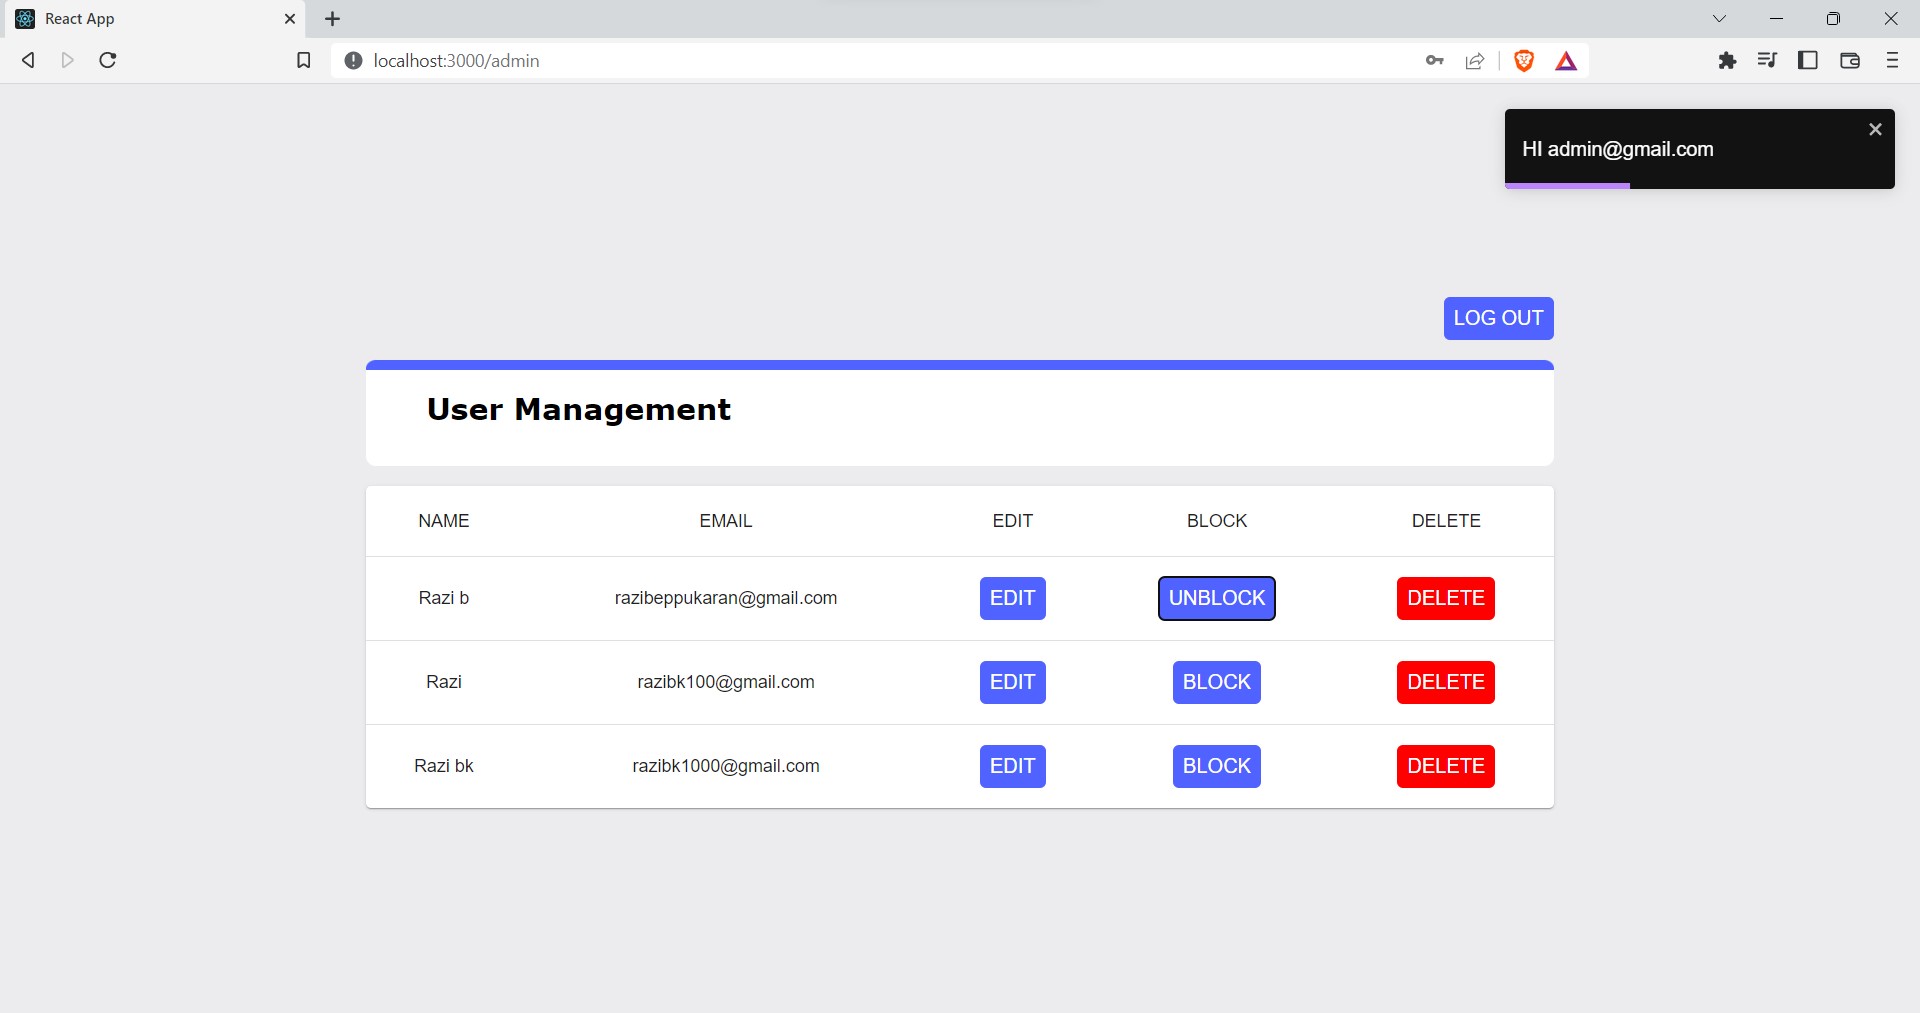 React App
localhost:3000/admin
HI admin@gmail.com
LOG OUT
User Management
NAME EMAIL EDIT BLOCK DELETE
Razi b razibeppukaran@gmail.com EDIT UNBLOCK DELETE
Razi razibk100@gmail.com EDIT BLOCK DELETE
Razi bk razibk1000@gmail.com EDIT BLOCK DELETE